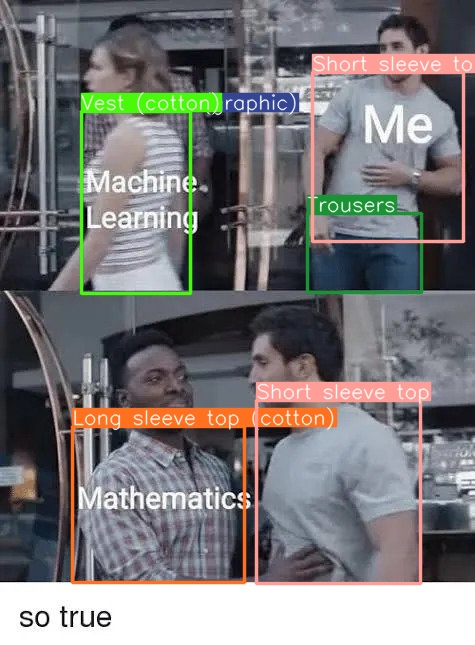 Short sleeve to
Vest (cotton)
raphic)
Me
Machine
Learning
Trousers
Short sleeve top
Long sleeve top (cotton)
Mathematics
so true